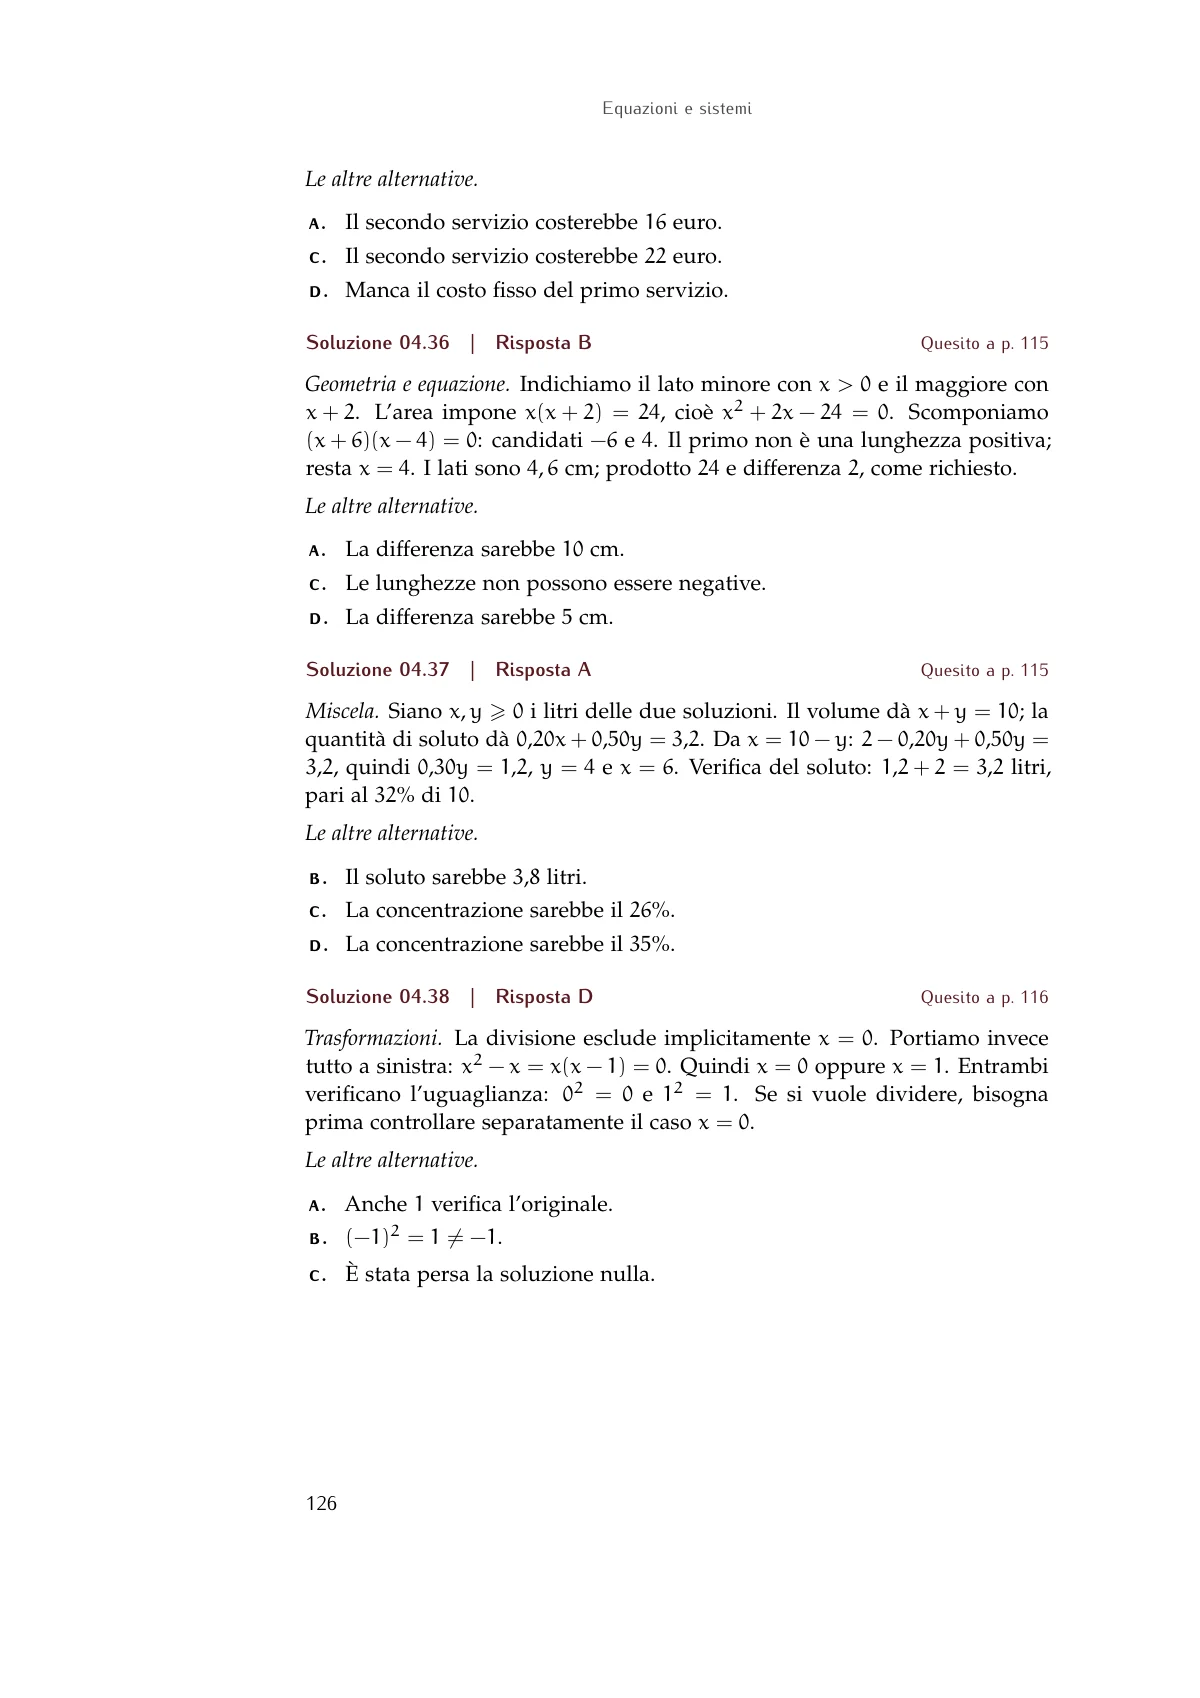 Equazioni e sistemi
Le altre alternative.
A. Il secondo servizio costerebbe 16 euro.
C. Il secondo servizio costerebbe 22 euro.
D. Manca il costo fisso del primo servizio.
Soluzione 04.36 | Risposta B Quesito a p. 115
Geometria e equazione. Indichiamo il lato minore con x > 0 e il maggiore con
x + 2. L'area impone x(x + 2) = 24, cioè x² + 2x − 24 = 0. Scomponiamo
(x + 6)(x − 4) = 0: candidati −6 e 4. Il primo non è una lunghezza positiva;
resta x = 4. I lati sono 4, 6 cm; prodotto 24 e differenza 2, come richiesto.
Le altre alternative.
A. La differenza sarebbe 10 cm.
C. Le lunghezze non possono essere negative.
D. La differenza sarebbe 5 cm.
Soluzione 04.37 | Risposta A Quesito a p. 115
Miscela. Siano x, y ⩾ 0 i litri delle due soluzioni. Il volume dà x + y = 10; la
quantità di soluto dà 0,20x + 0,50y = 3,2. Da x = 10 − y: 2 − 0,20y + 0,50y =
3,2, quindi 0,30y = 1,2, y = 4 e x = 6. Verifica del soluto: 1,2 + 2 = 3,2 litri,
pari al 32% di 10.
Le altre alternative.
B. Il soluto sarebbe 3,8 litri.
C. La concentrazione sarebbe il 26%.
D. La concentrazione sarebbe il 35%.
Soluzione 04.38 | Risposta D Quesito a p. 116
Trasformazioni. La divisione esclude implicitamente x = 0. Portiamo invece
tutto a sinistra: x² − x = x(x − 1) = 0. Quindi x = 0 oppure x = 1. Entrambi
verificano l'uguaglianza: 0² = 0 e 1² = 1. Se si vuole dividere, bisogna
prima controllare separatamente il caso x = 0.
Le altre alternative.
A. Anche 1 verifica l'originale.
B. (−1)² = 1 ≠ −1.
C. È stata persa la soluzione nulla.
126